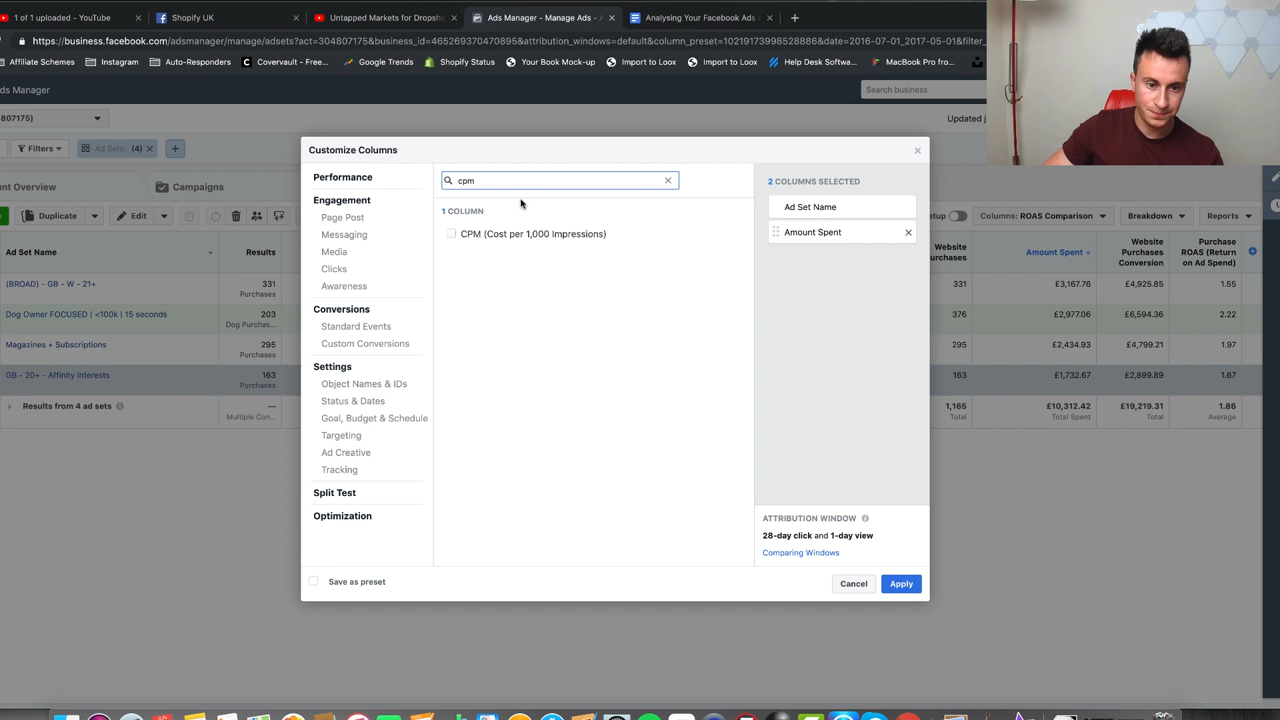 1 of 1 uploaded - YouTube
Shopify UK
Untapped Markets for Dropsh
Ads Manager - Manage Ads - A
Analysing Your Facebook Ads
https://business.facebook.com/adsmanager/manage/adsets?act=304807175&business_id=465269370470895&attribution_windows=default&column_preset=10219173998528886&date=2016-07-01_2017-05-01&filter_
Affiliate Schemes
Instagram
Auto-Responders
Covervault - Free...
Google Trends
Shopify Status
Your Book Mock-up
Import to Loox
Import to Loox
Help Desk Softwa...
MacBook Pro fro...
Ads Manager
Search business
807175)
Updated j
Filters
Ad Sets: (4)
Customize Columns
unt Overview
Campaigns
Duplicate
Edit
etup
Columns: ROAS Comparison
Breakdown
Reports
Ad Set Name
Results
Website Purchases
Amount Spent
Website Purchases Conversion
Purchase ROAS (Return on Ad Spend)
(BROAD) - GB - W - 21+
331
Purchases
331
£3,167.76
£4,925.85
1.55
Dog Owner FOCUSED | <100k | 15 seconds
203
Dog Purchas...
376
£2,977.06
£6,594.36
2.22
Magazines + Subscriptions
295
Purchases
295
£2,434.93
£4,799.21
1.97
GB - 20+ - Affinity Interests
163
Purchases
163
£1,732.67
£2,899.89
1.67
Results from 4 ad sets
—
Multiple Con...
1,165
Total
£10,312.42
Total Spent
£19,219.31
Total
1.86
Average
Performance
Engagement
Page Post
Messaging
Media
Clicks
Awareness
Conversions
Standard Events
Custom Conversions
Settings
Object Names & IDs
Status & Dates
Goal, Budget & Schedule
Targeting
Ad Creative
Tracking
Split Test
Optimization
cpm
1 COLUMN
CPM (Cost per 1,000 Impressions)
2 COLUMNS SELECTED
Ad Set Name
Amount Spent
ATTRIBUTION WINDOW
28-day click and 1-day view
Comparing Windows
Save as preset
Cancel
Apply